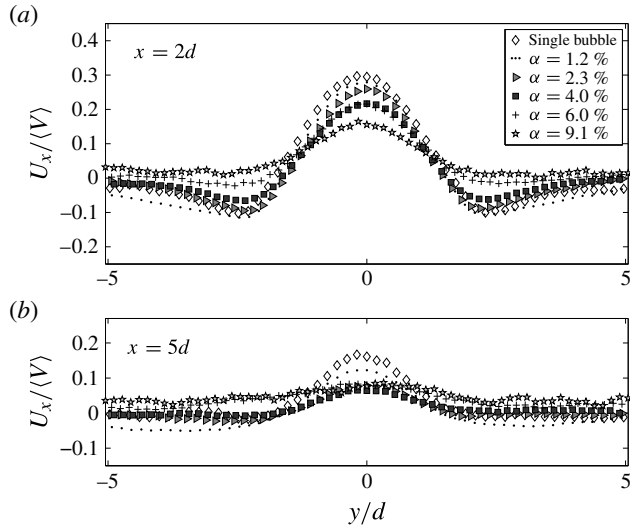 (a)
x = 2d
◇ Single bubble
α = 1.2 %
α = 2.3 %
α = 4.0 %
α = 6.0 %
α = 9.1 %
0.4
0.3
0.2
0.1
0
−0.1
−0.2
Uₓ/⟨V⟩
−5
0
5
(b)
x = 5d
0.2
0.1
0
−0.1
Uₓ/⟨V⟩
−5
0
5
y/d